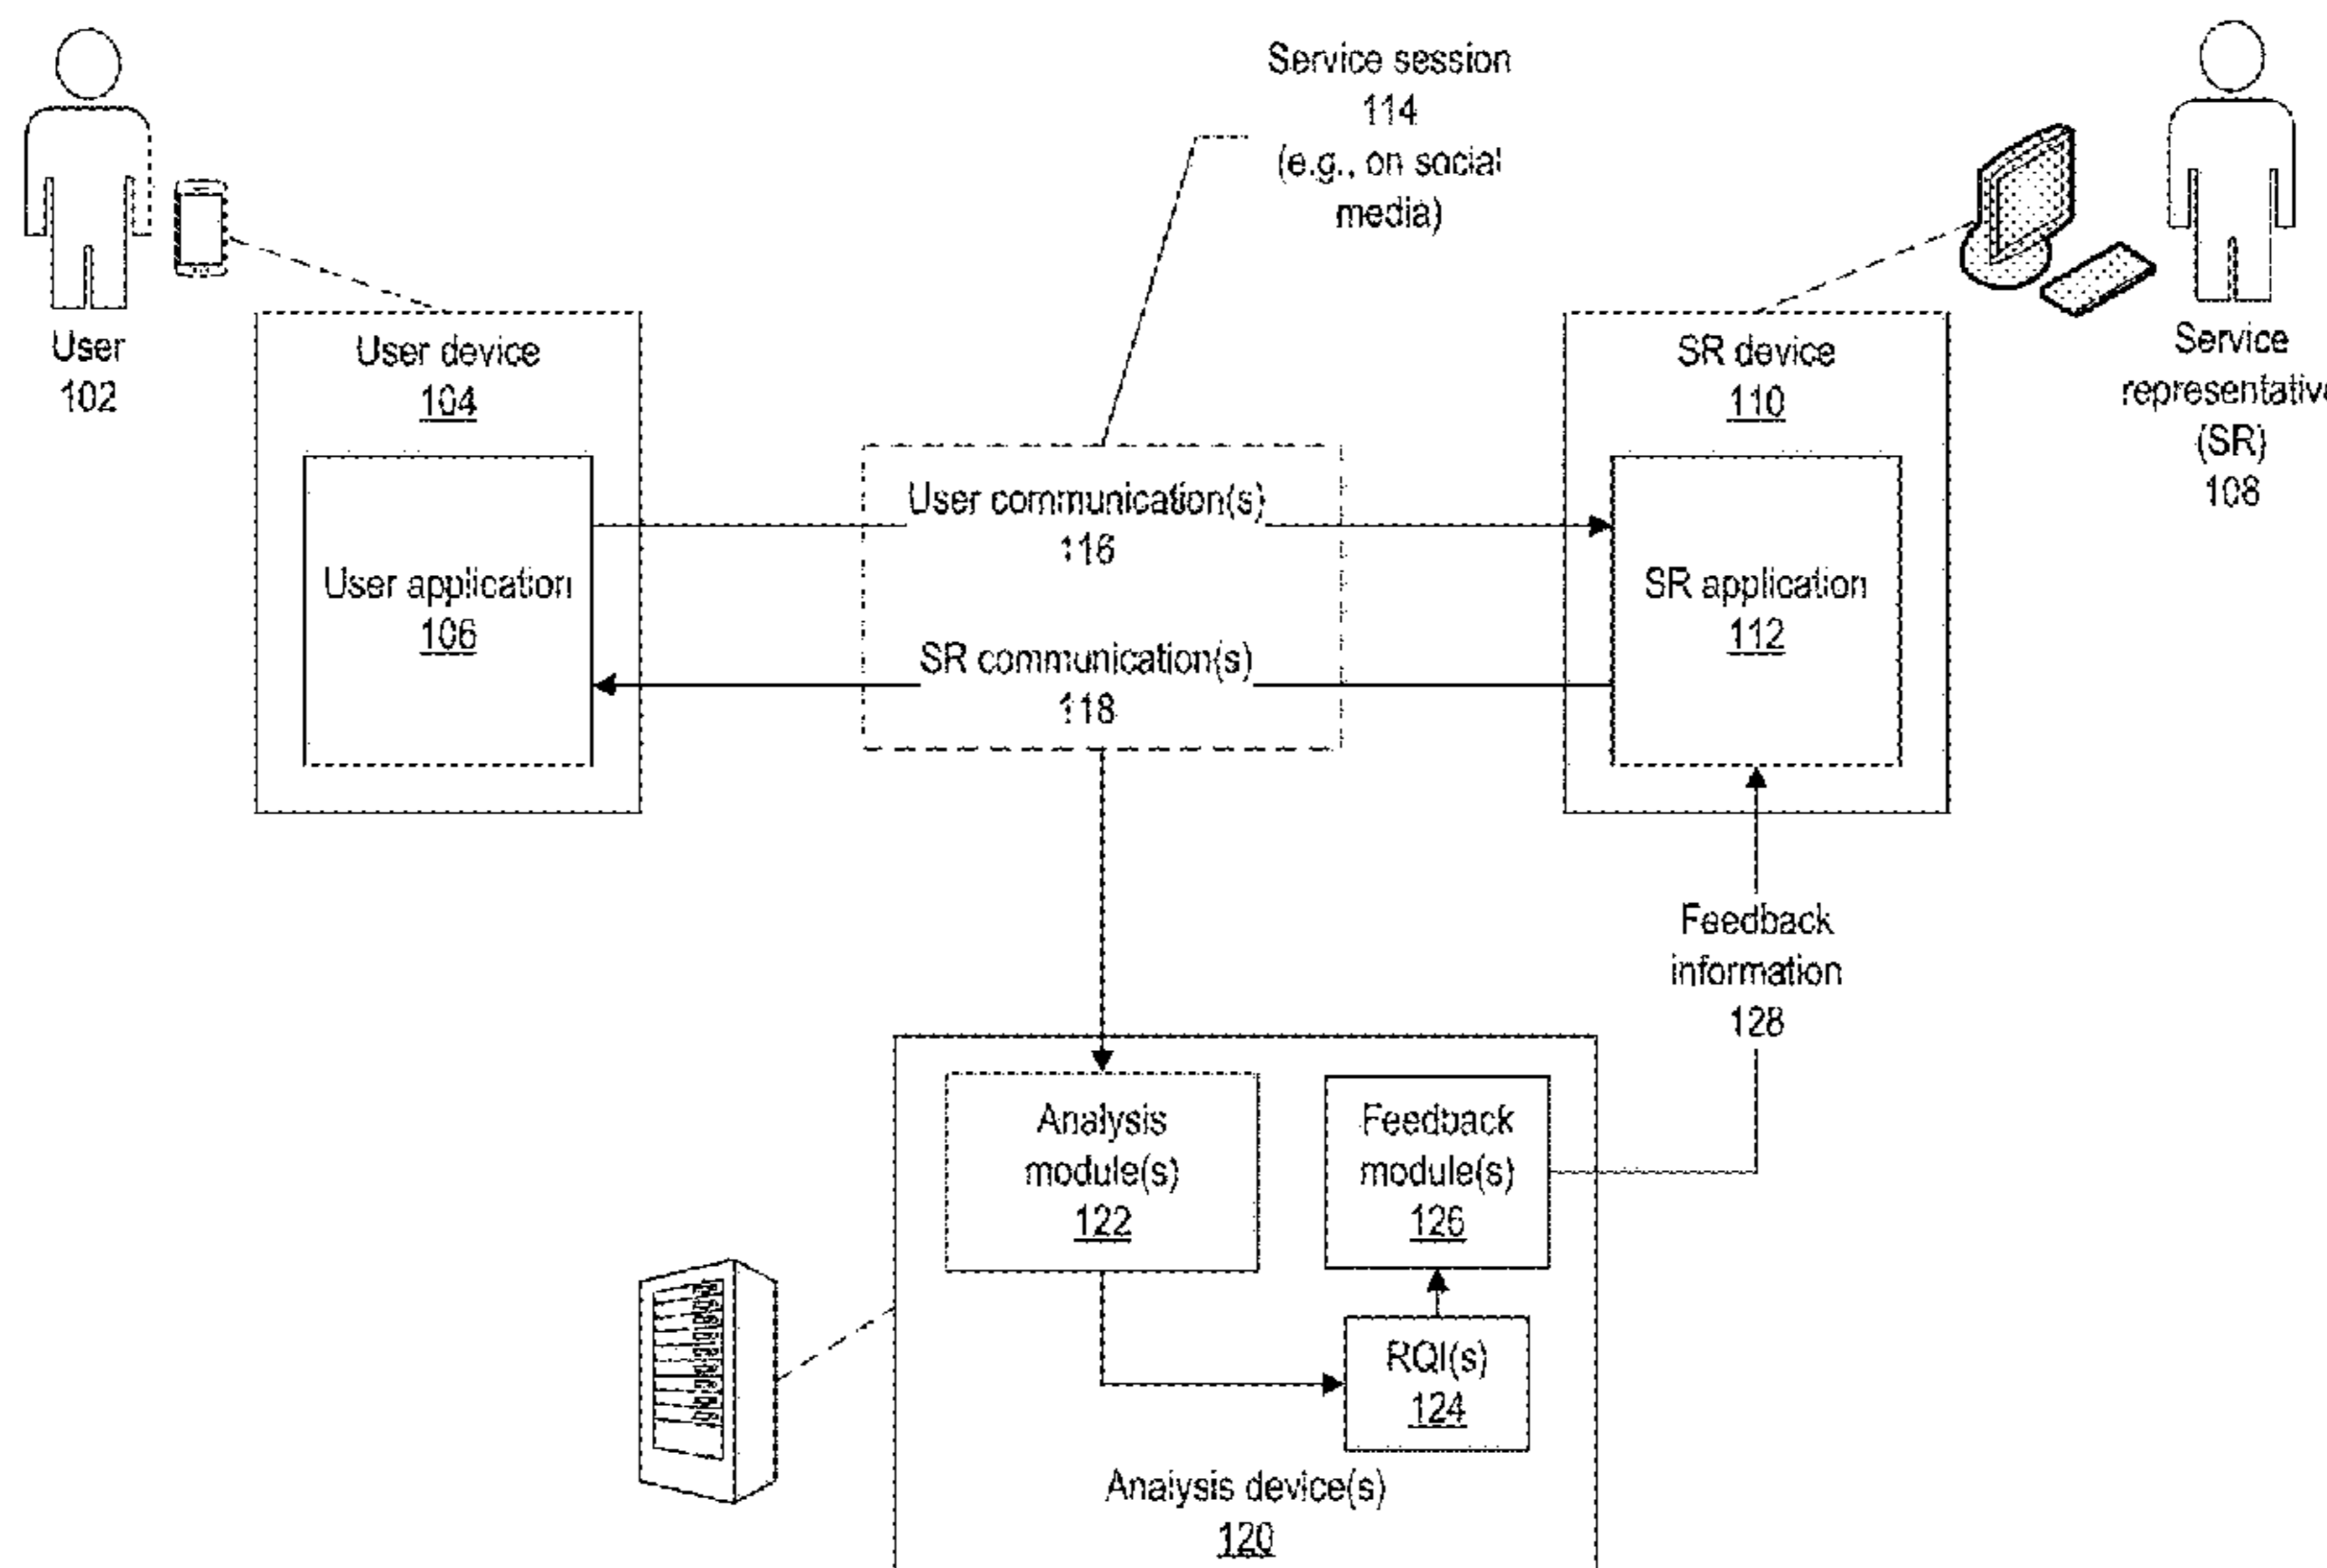 Service session
114
(e.g., on social
media)
User
102
User device
104
SR device
110
Service
representative
(SR)
108
User communication(s)
116
User application
106
SR application
112
SR communication(s)
118
Feedback
information
128
Analysis
module(s)
122
Feedback
module(s)
126
RQI(s)
124
Analysis device(s)
120